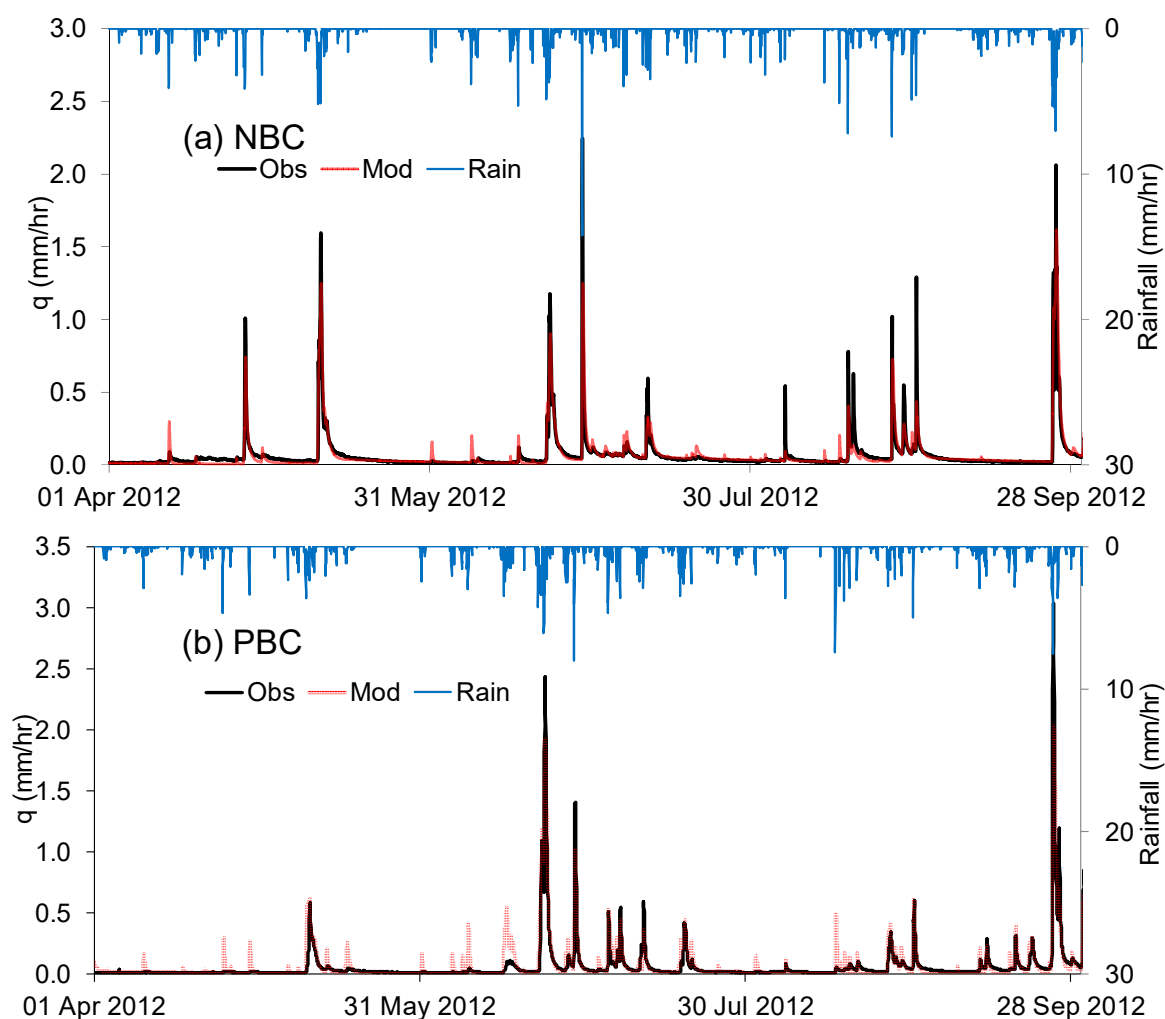 3.0 0
2.5
(a) NBC
Obs Mod Rain
2.0 10
q (mm/hr)
Rainfall (mm/hr)
1.5
1.0 20
0.5
0.0 30
01 Apr 2012 31 May 2012 30 Jul 2012 28 Sep 2012
3.5 0
3.0
(b) PBC
2.5
Obs Mod Rain
10
2.0
q (mm/hr)
Rainfall (mm/hr)
1.5
1.0 20
0.5
0.0 30
01 Apr 2012 31 May 2012 30 Jul 2012 28 Sep 2012